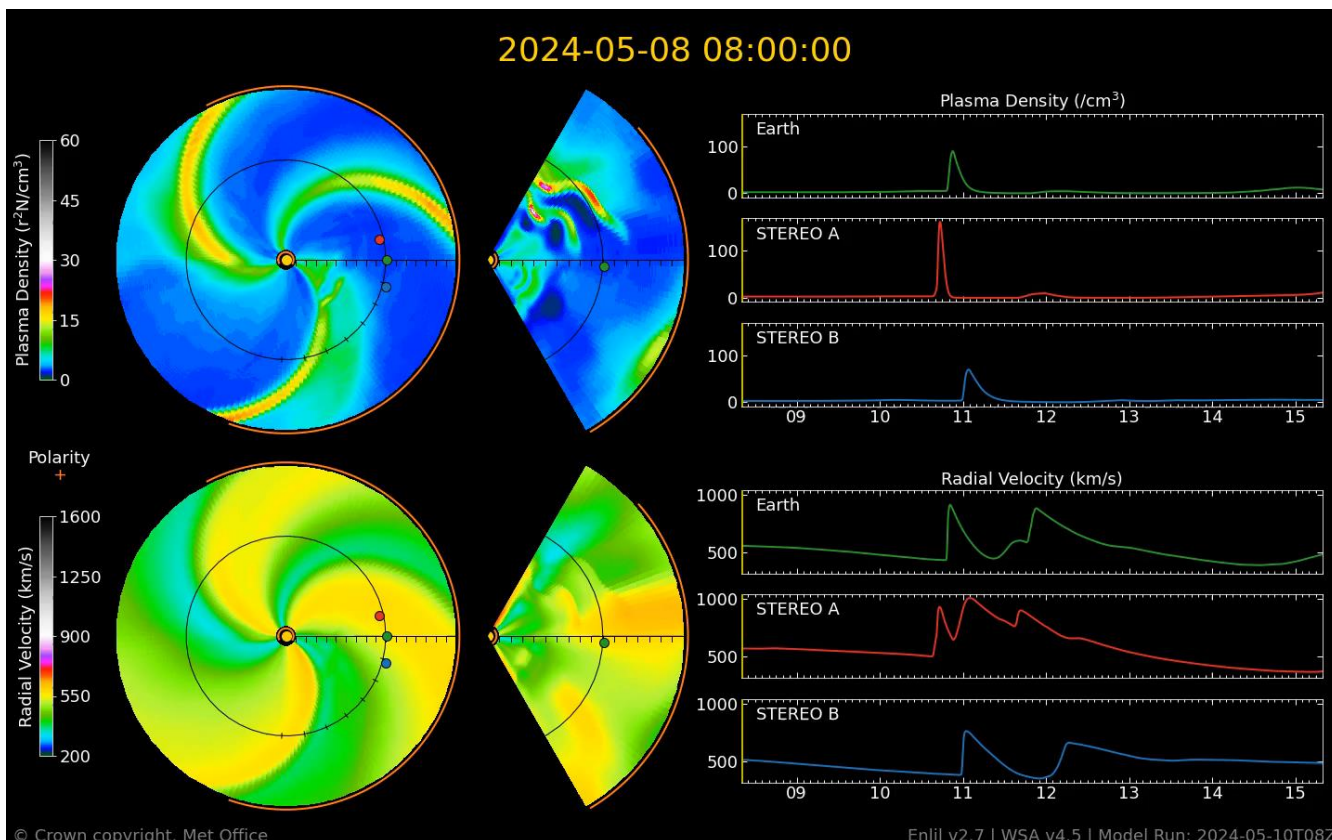 2024-05-08 08:00:00
Plasma Density (r²N/cm³)
60
45
30
15
0
Plasma Density (/cm³)
Earth
100
0
STEREO A
100
0
STEREO B
100
0
09 10 11 12 13 14 15
Polarity
+
Radial Velocity (km/s)
1600
1250
900
550
200
Radial Velocity (km/s)
Earth
1000
500
STEREO A
1000
500
STEREO B
1000
500
09 10 11 12 13 14 15
© Crown copyright. Met Office
Enlil v2.7 | WSA v4.5 | Model Run: 2024-05-10T08Z